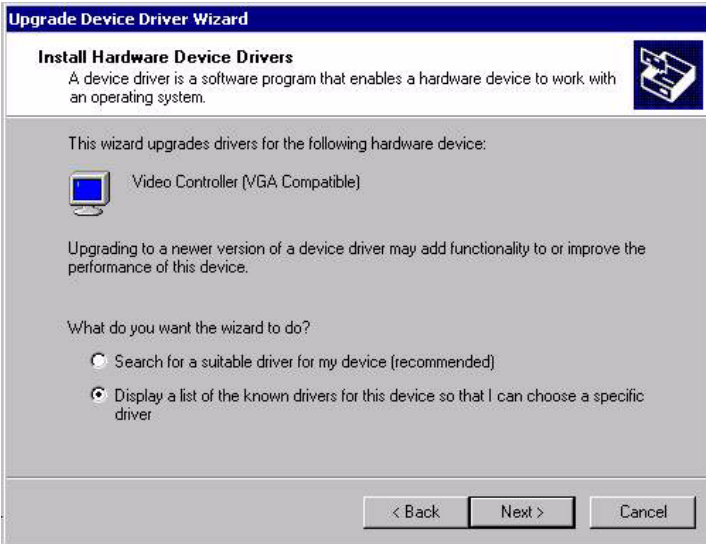 Upgrade Device Driver Wizard
Install Hardware Device Drivers
A device driver is a software program that enables a hardware device to work with
an operating system.
This wizard upgrades drivers for the following hardware device:
Video Controller (VGA Compatible)
Upgrading to a newer version of a device driver may add functionality to or improve the
performance of this device.
What do you want the wizard to do?
Search for a suitable driver for my device (recommended)
Display a list of the known drivers for this device so that I can choose a specific
driver
< Back Next > Cancel